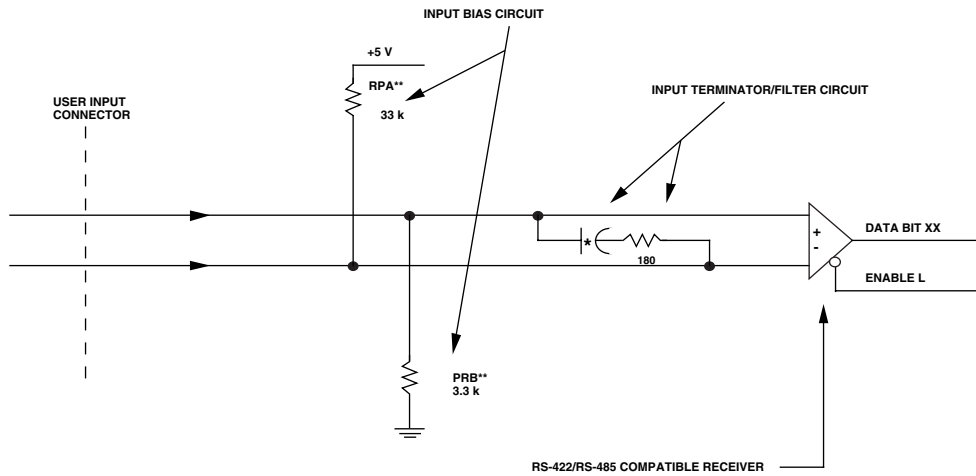 INPUT BIAS CIRCUIT
+5 V
RPA**
33 k
USER INPUT
CONNECTOR
INPUT TERMINATOR/FILTER CIRCUIT
+
-
*
180
DATA BIT XX
ENABLE L
PRB**
3.3 k
RS-422/RS-485 COMPATIBLE RECEIVER